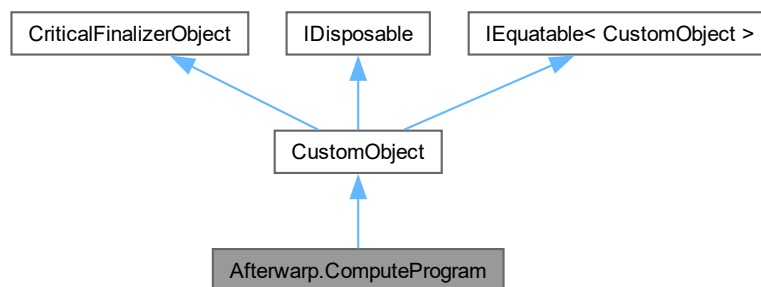 CriticalFinalizerObject
IDisposable
IEquatable< CustomObject >
CustomObject
Afterwarp.ComputeProgram